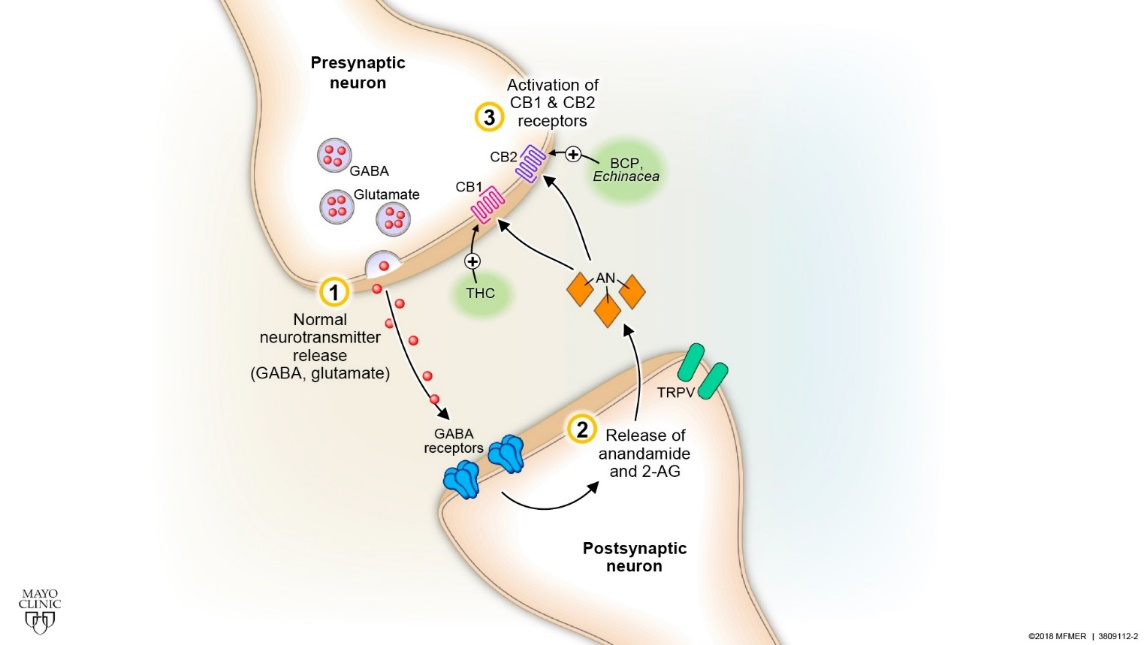 Presynaptic
neuron
GABA
Glutamate
3
Activation of
CB1 & CB2
receptors
CB2
+
BCP,
Echinacea
CB1
+
THC
AN
1
Normal
neurotransmitter
release
(GABA, glutamate)
TRPV
GABA
receptors
2
Release of
anandamide
and 2-AG
Postsynaptic
neuron
MAYO
CLINIC
©2018 MFMER | 3809112-2